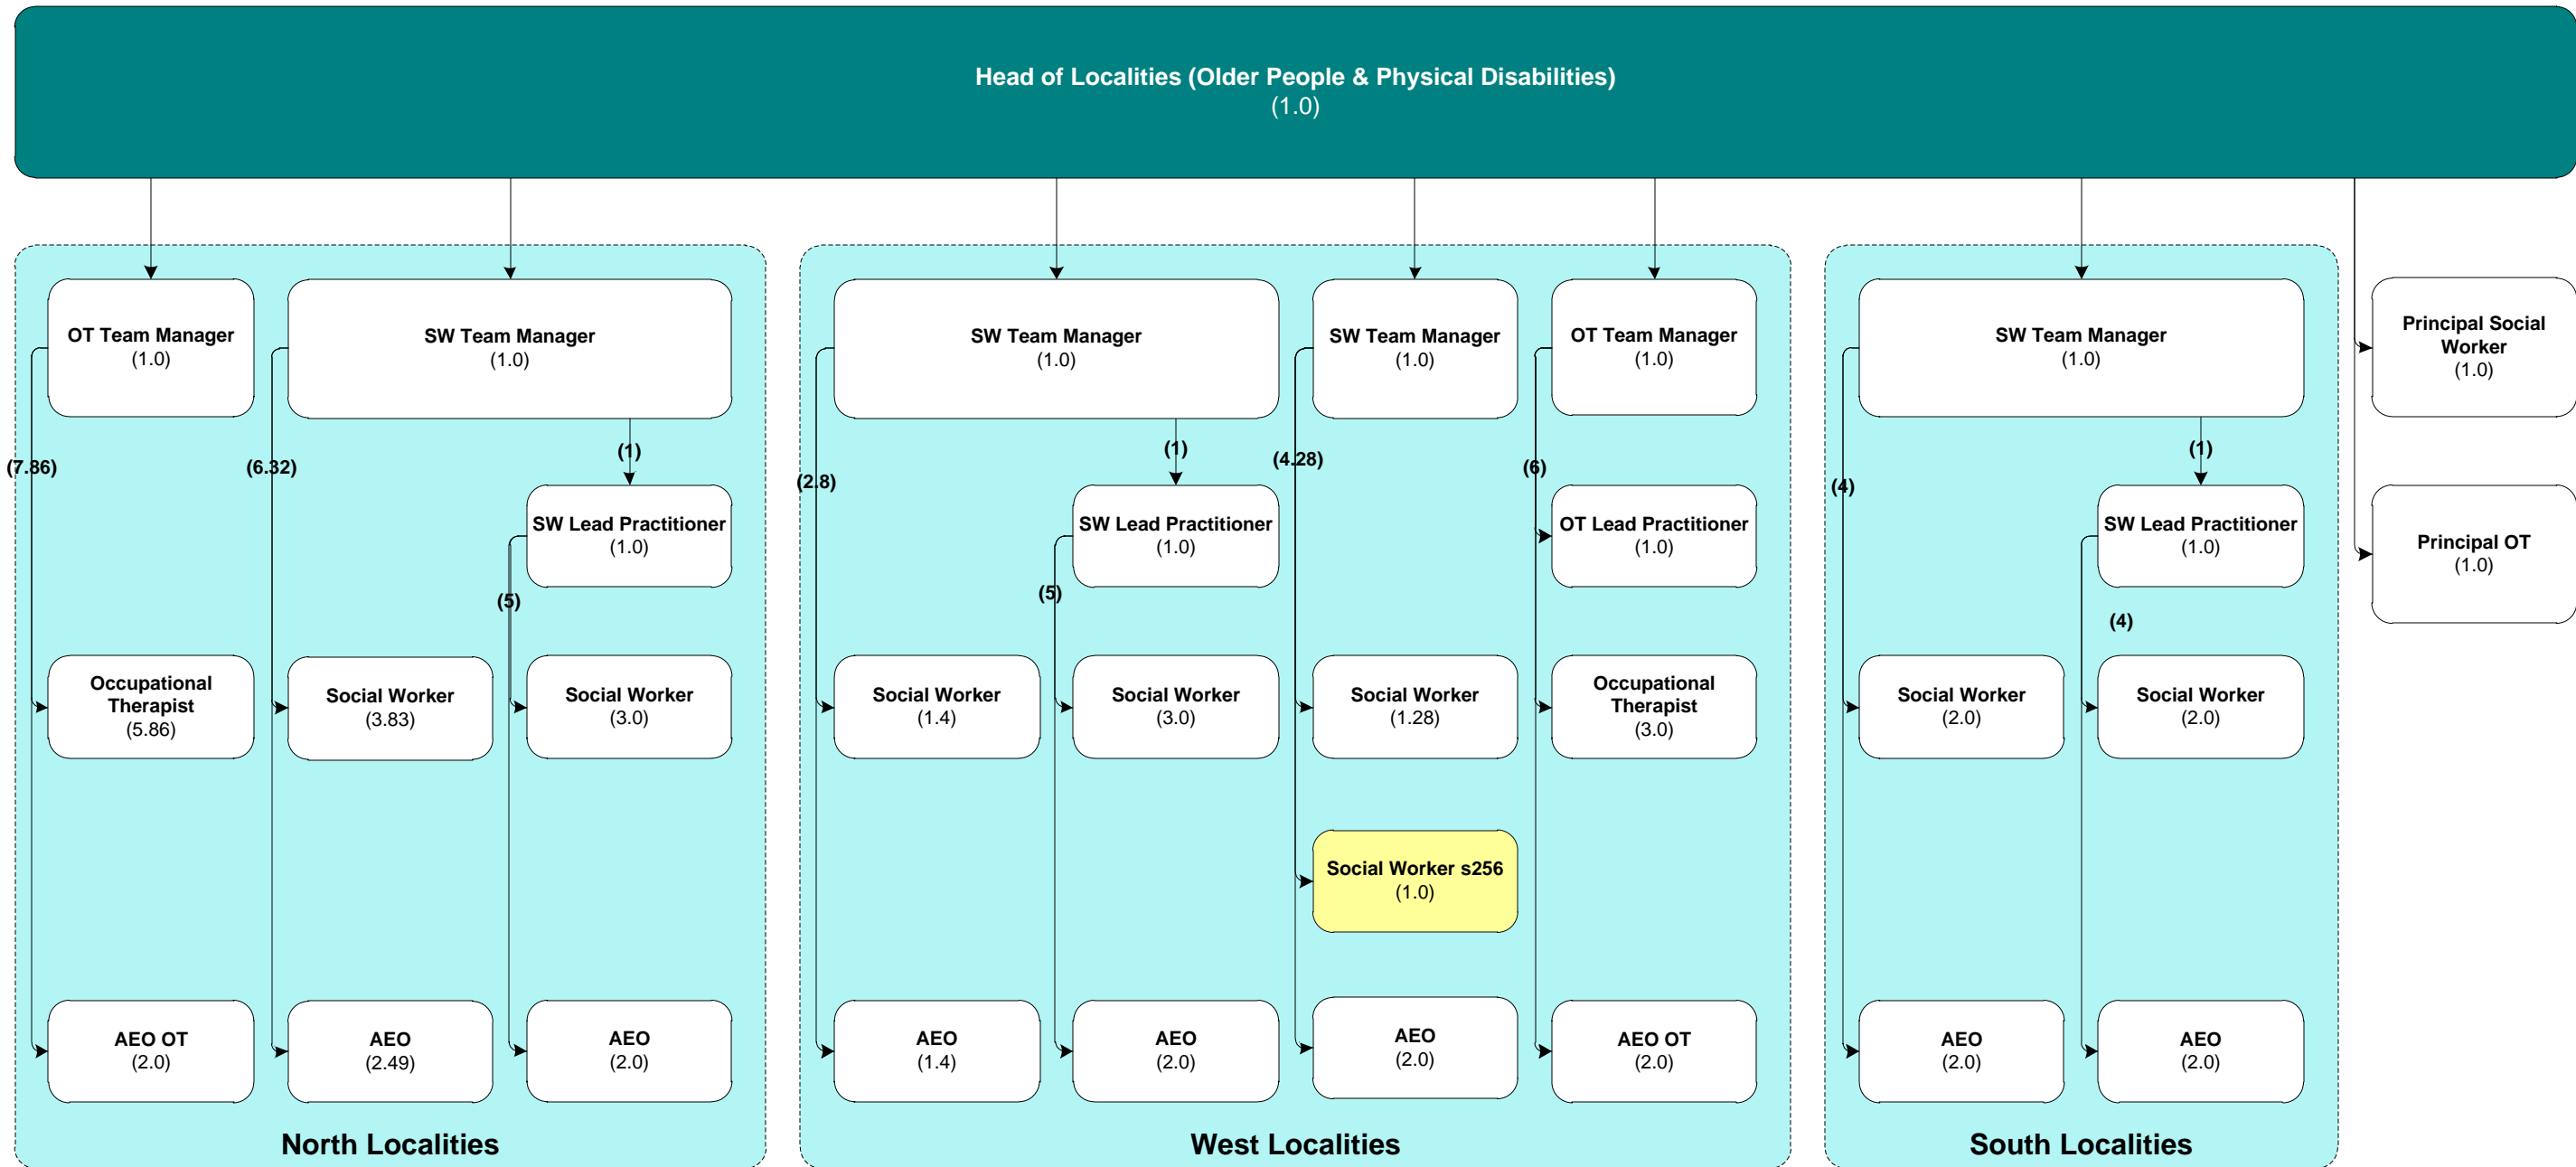 Head of Localities (Older People & Physical Disabilities)
(1.0)
OT Team Manager
(1.0)
SW Team Manager
(1.0)
SW Team Manager
(1.0)
SW Team Manager
(1.0)
OT Team Manager
(1.0)
SW Team Manager
(1.0)
Principal Social
Worker
(1.0)
(7.86)
(6.32)
(1)
(2.8)
(1)
(4.28)
(6)
(4)
(1)
SW Lead Practitioner
(1.0)
SW Lead Practitioner
(1.0)
OT Lead Practitioner
(1.0)
SW Lead Practitioner
(1.0)
Principal OT
(1.0)
(5)
(5)
(4)
Occupational
Therapist
(5.86)
Social Worker
(3.83)
Social Worker
(3.0)
Social Worker
(1.4)
Social Worker
(3.0)
Social Worker
(1.28)
Occupational
Therapist
(3.0)
Social Worker
(2.0)
Social Worker
(2.0)
Social Worker s256
(1.0)
AEO OT
(2.0)
AEO
(2.49)
AEO
(2.0)
AEO
(1.4)
AEO
(2.0)
AEO
(2.0)
AEO OT
(2.0)
AEO
(2.0)
AEO
(2.0)
North Localities
West Localities
South Localities